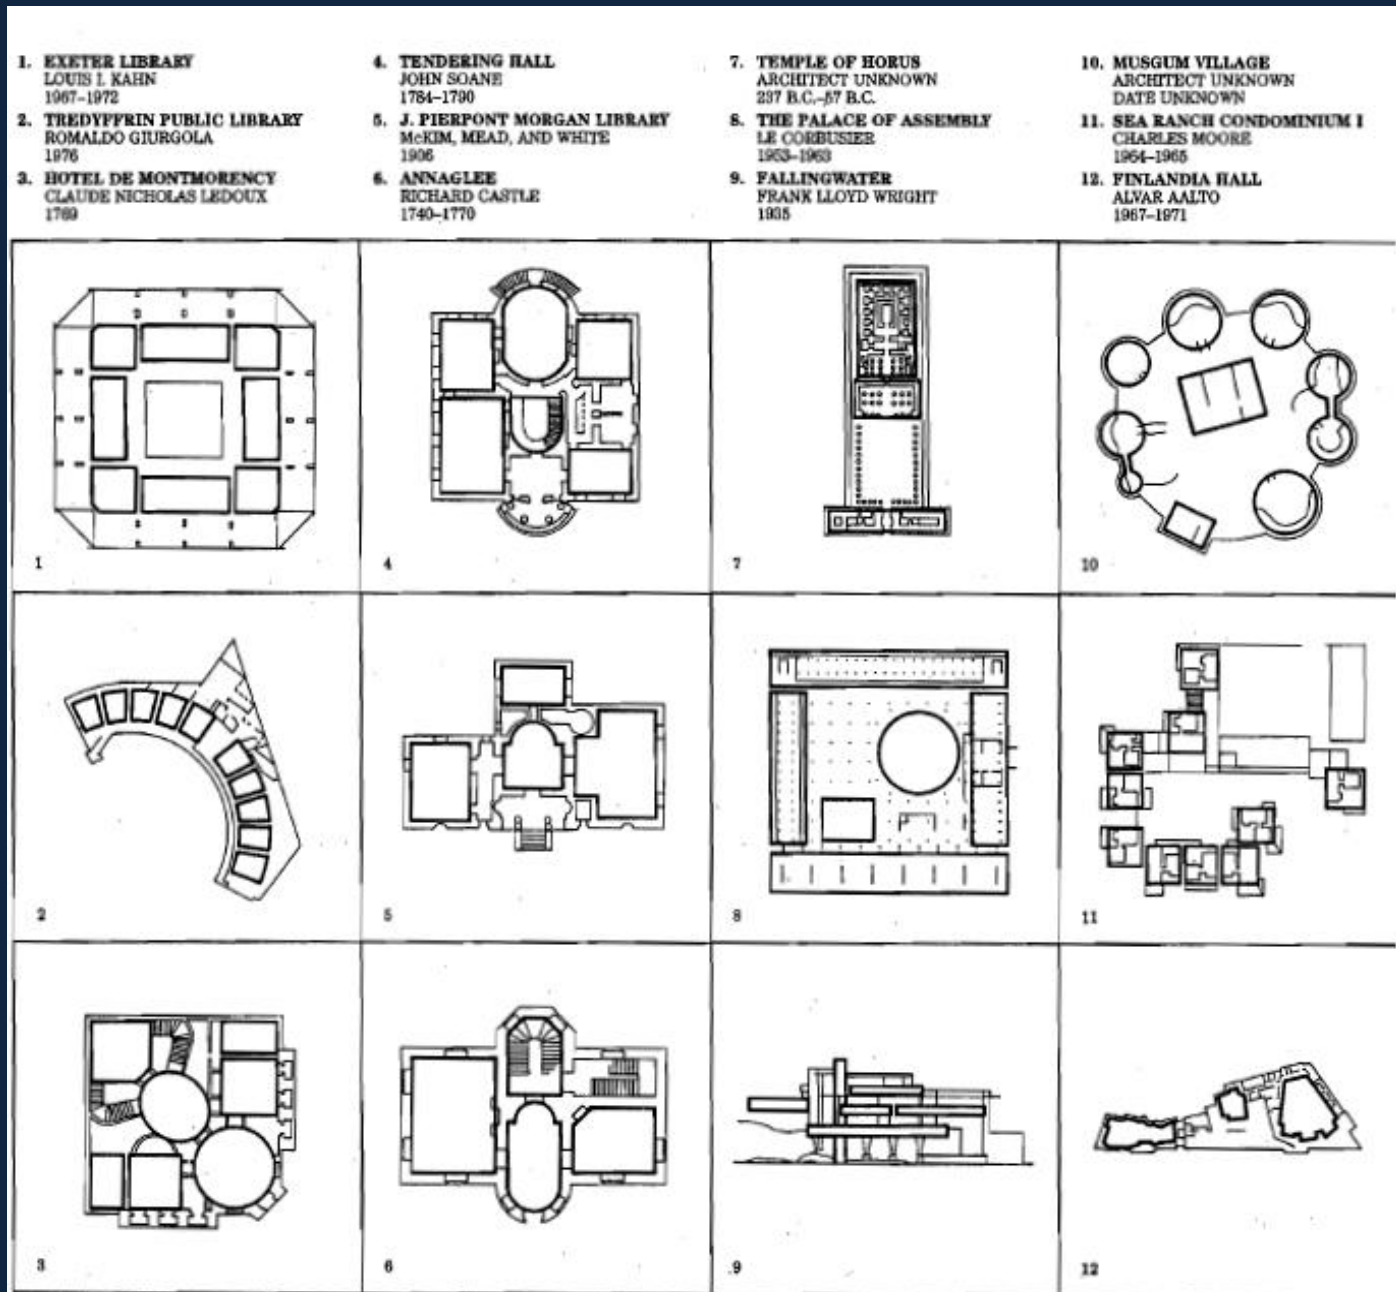 1. EXETER LIBRARY
LOUIS I. KAHN
1967–1972
2. TREDYFFRIN PUBLIC LIBRARY
ROMALDO GIURGOLA
1976
3. HOTEL DE MONTMORENCY
CLAUDE NICHOLAS LEDOUX
1769
4. TENDERING HALL
JOHN SOANE
1784–1790
5. J. PIERPONT MORGAN LIBRARY
McKIM, MEAD, AND WHITE
1906
6. ANNAGLEE
RICHARD CASTLE
1740–1770
7. TEMPLE OF HORUS
ARCHITECT UNKNOWN
237 B.C.–57 B.C.
8. THE PALACE OF ASSEMBLY
LE CORBUSIER
1953–1963
9. FALLINGWATER
FRANK LLOYD WRIGHT
1935
10. MUSGUM VILLAGE
ARCHITECT UNKNOWN
DATE UNKNOWN
11. SEA RANCH CONDOMINIUM I
CHARLES MOORE
1964–1965
12. FINLANDIA HALL
ALVAR AALTO
1967–1971
1
4
7
10
2
5
8
11
3
6
9
12